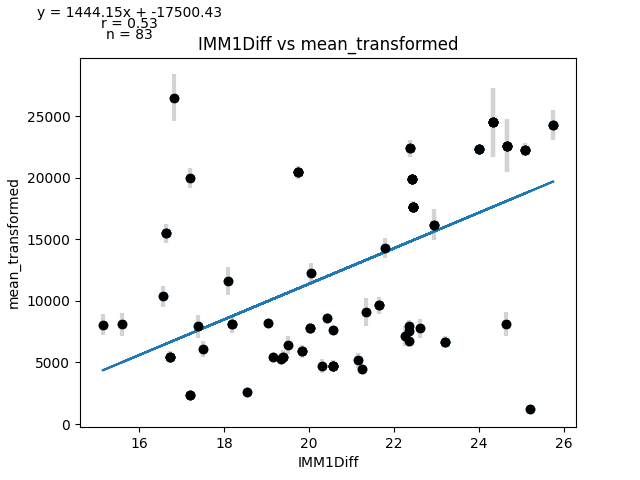 y = 1444.15x + -17500.43
r = 0.53
n = 83
IMM1Diff vs mean_transformed
mean_transformed
25000
20000
15000
10000
5000
0
16
18
20
22
24
26
IMM1Diff